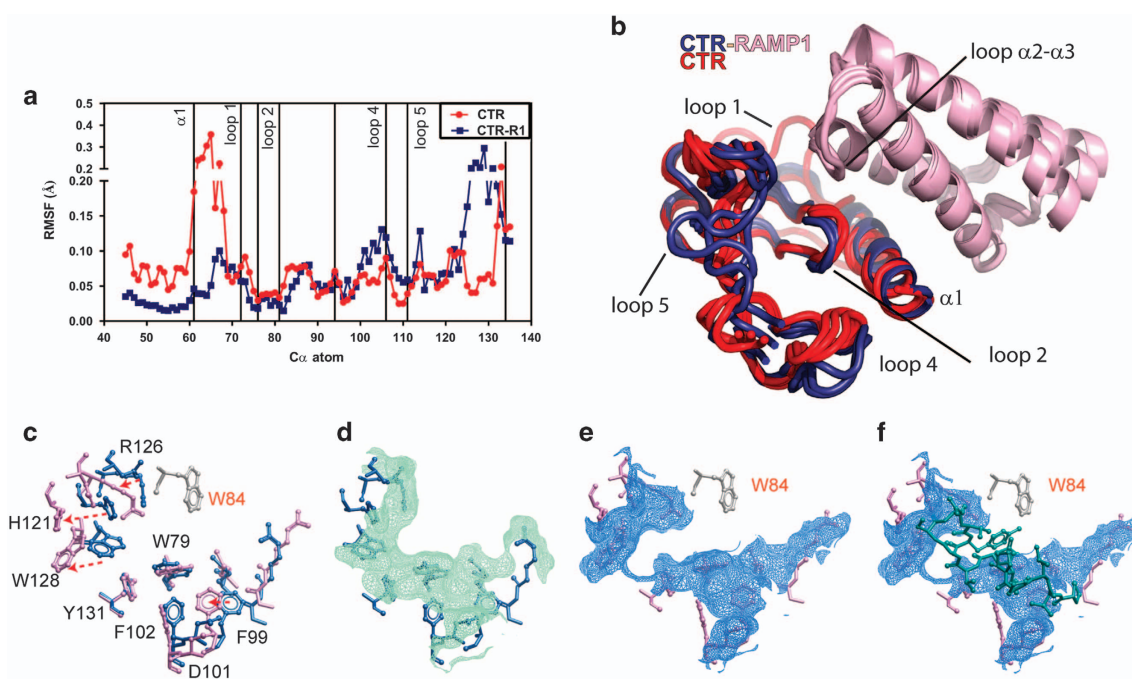 a
0.5
0.4
0.3
0.2
0.20
0.15
0.10
0.05
0.00
RMSF (Å)
α1
loop 1
loop 2
loop 4
loop 5
CTR
CTR-R1
40 50 60 70 80 90 100 110 120 130 140
Cα atom
b
CTR-RAMP1
CTR
loop α2-α3
loop 1
loop 5
α1
loop 2
loop 4
c
R126
W84
H121
W79
W128
Y131
F102
F99
D101
d
e
W84
f
W84